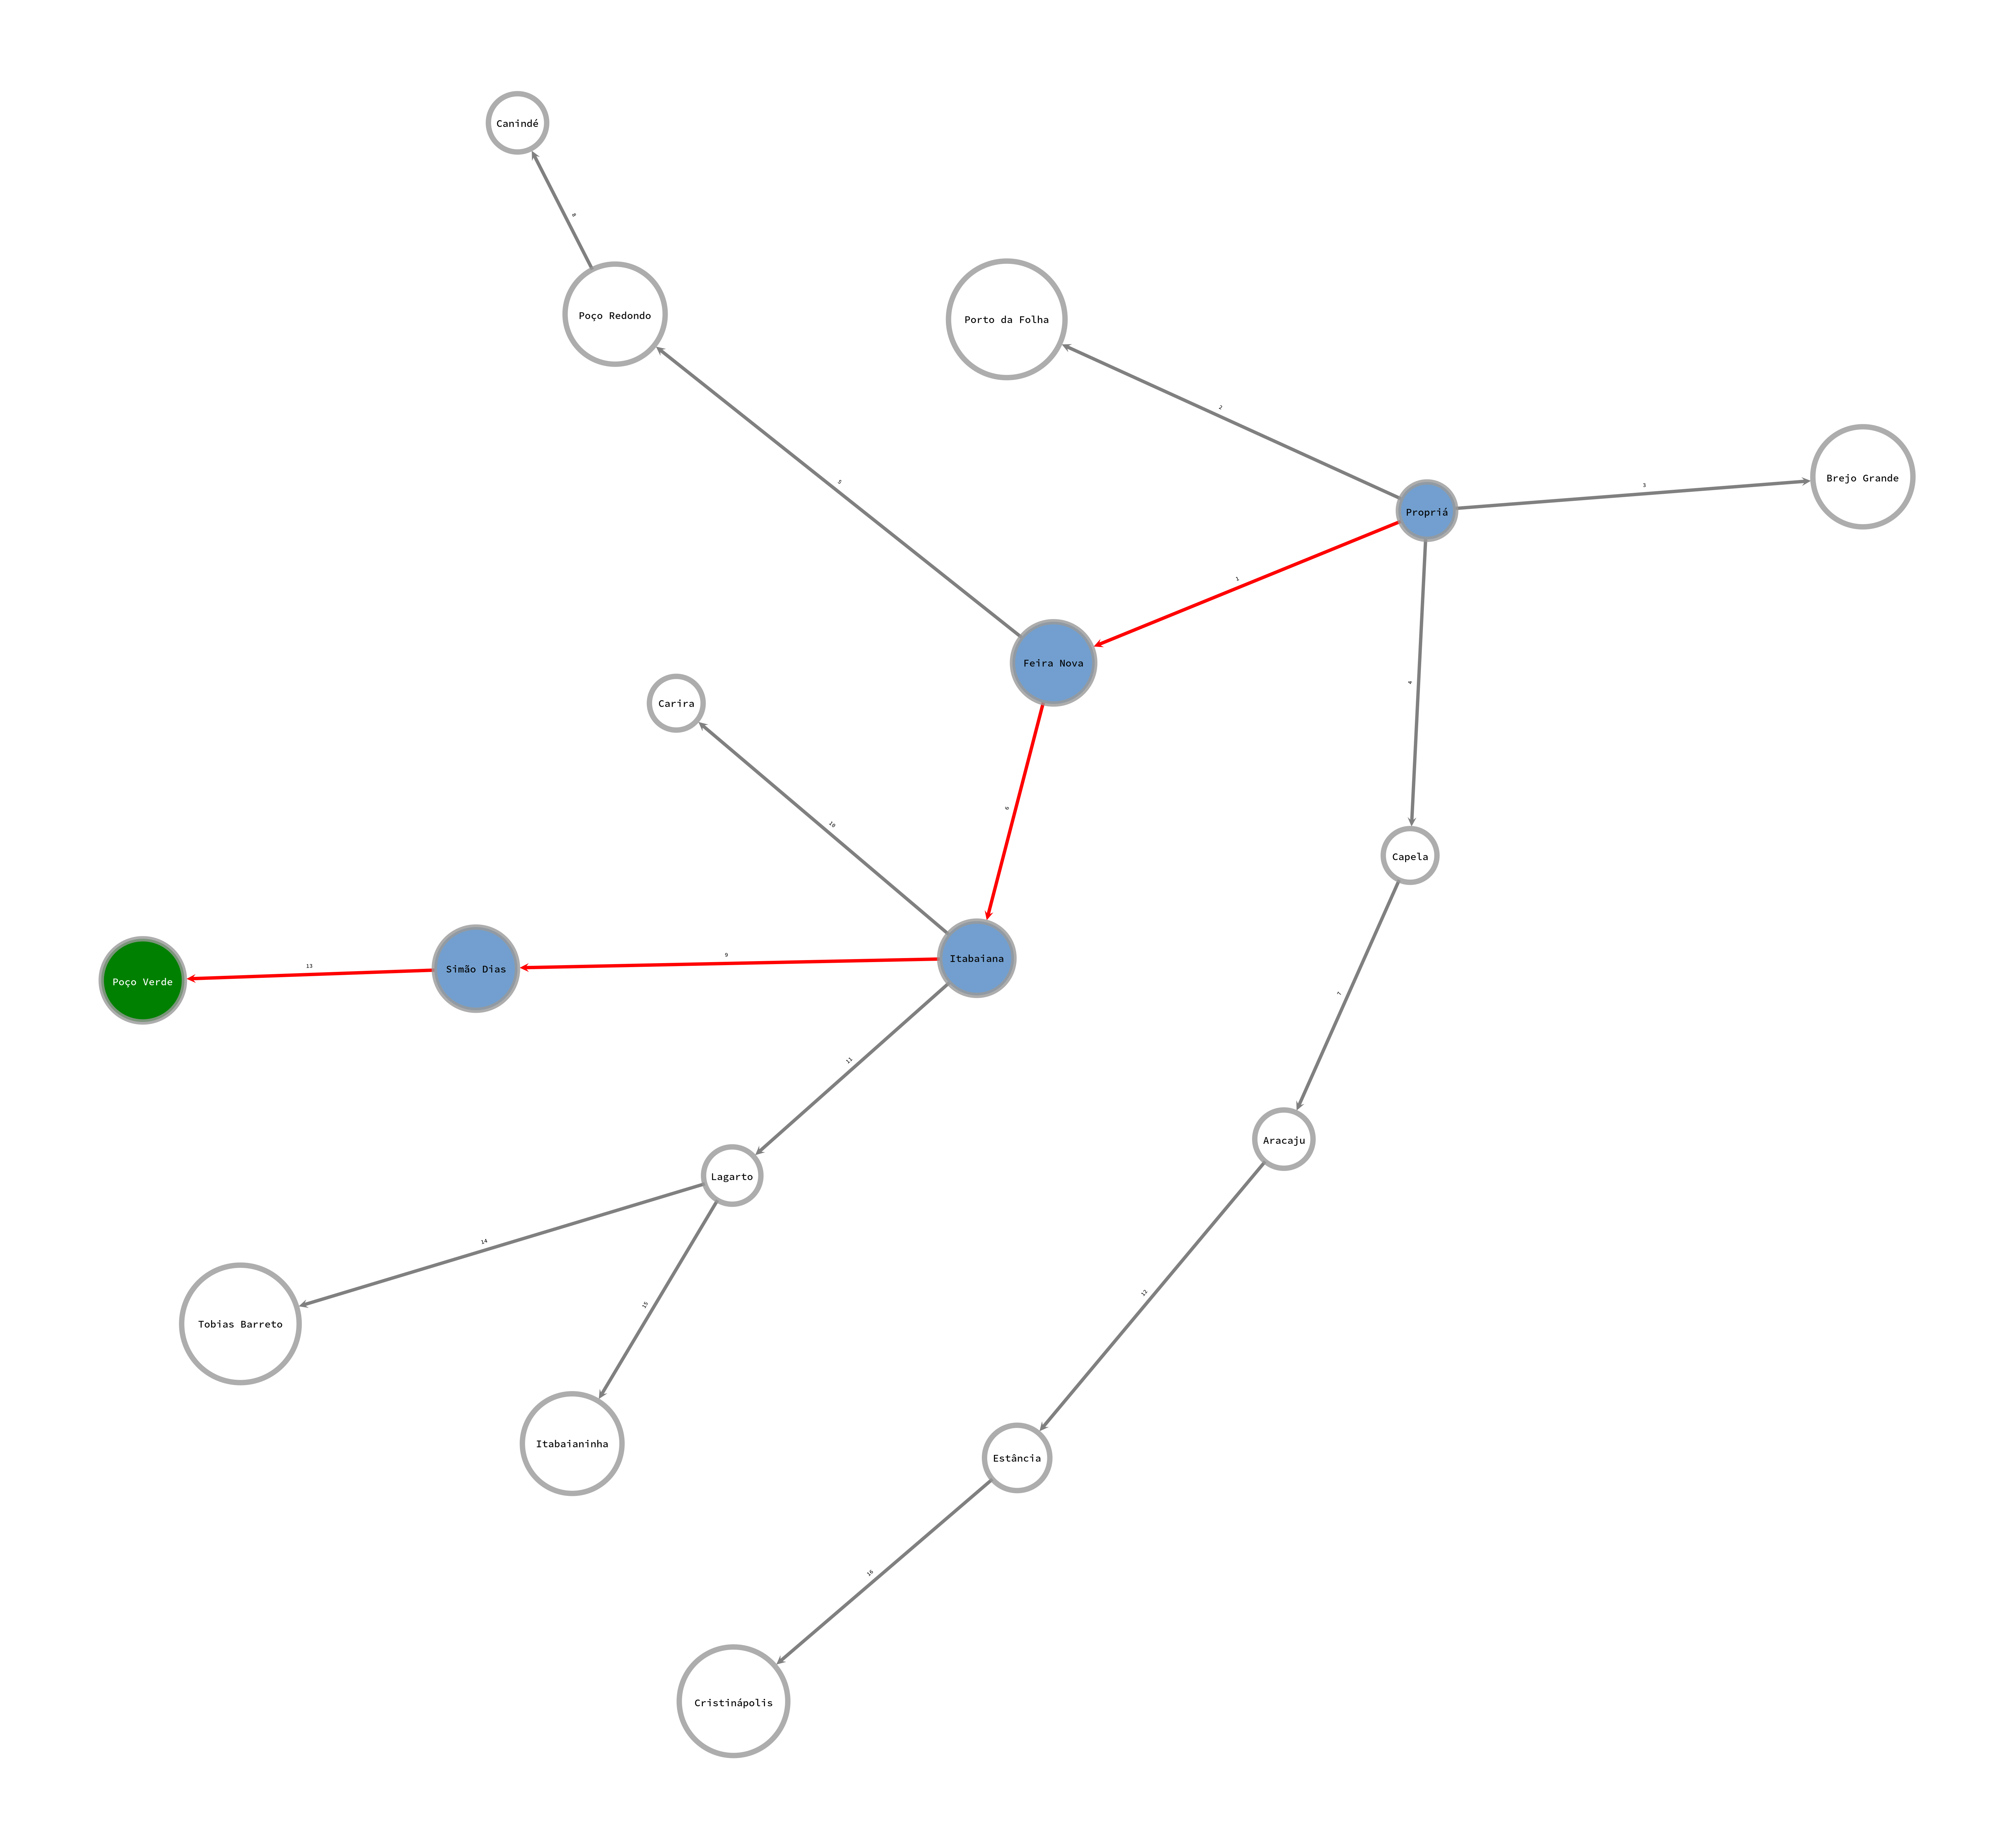 Canindé
8
Poço Redondo
Porto da Folha
2
Brejo Grande
3
5
Propriá
1
Feira Nova
4
Carira
6
10
Capela
9
Itabaiana
13
Simão Dias
Poço Verde
7
11
Aracaju
Lagarto
14
12
15
Tobias Barreto
Itabaianinha
Estância
16
Cristinápolis